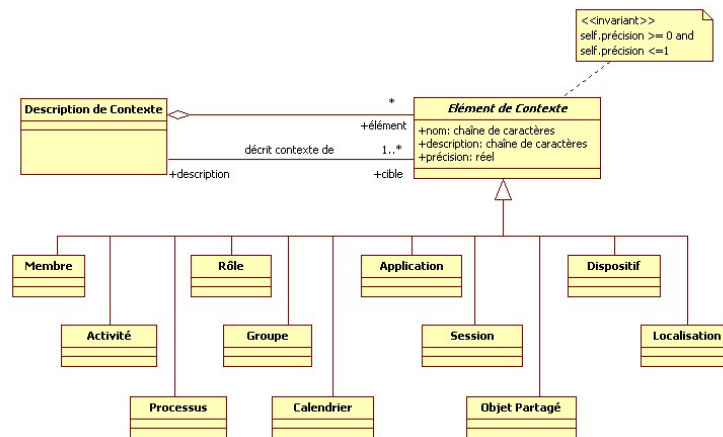 <<invariant>>
self.précision >= 0 and
self.précision <=1
Description de Contexte
*
+élément
Elément de Contexte
+nom: chaîne de caractères
+description: chaîne de caractères
+précision: réel
décrit contexte de
1..*
+description
+cible
Membre
Rôle
Application
Dispositif
Activité
Groupe
Session
Localisation
Processus
Calendrier
Objet Partagé